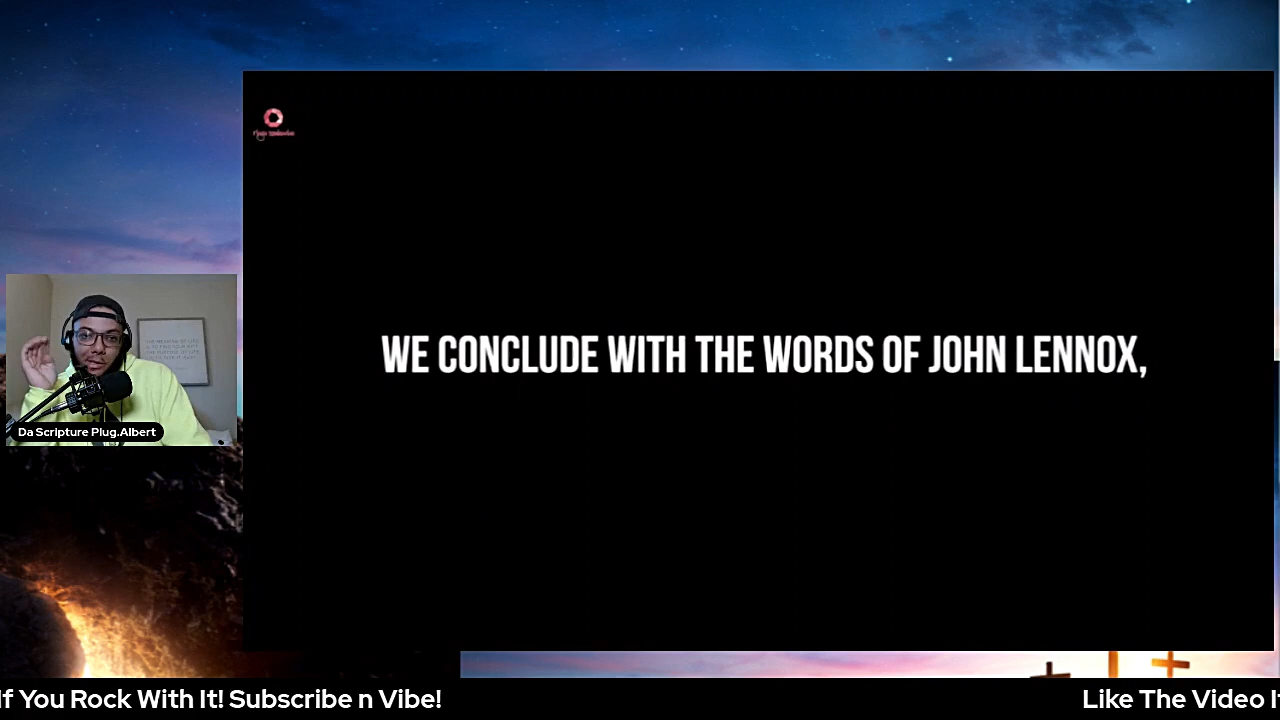 WE CONCLUDE WITH THE WORDS OF JOHN LENNOX,
Da Scripture Plug.Albert
If You Rock With It! Subscribe n Vibe!
Like The Video I